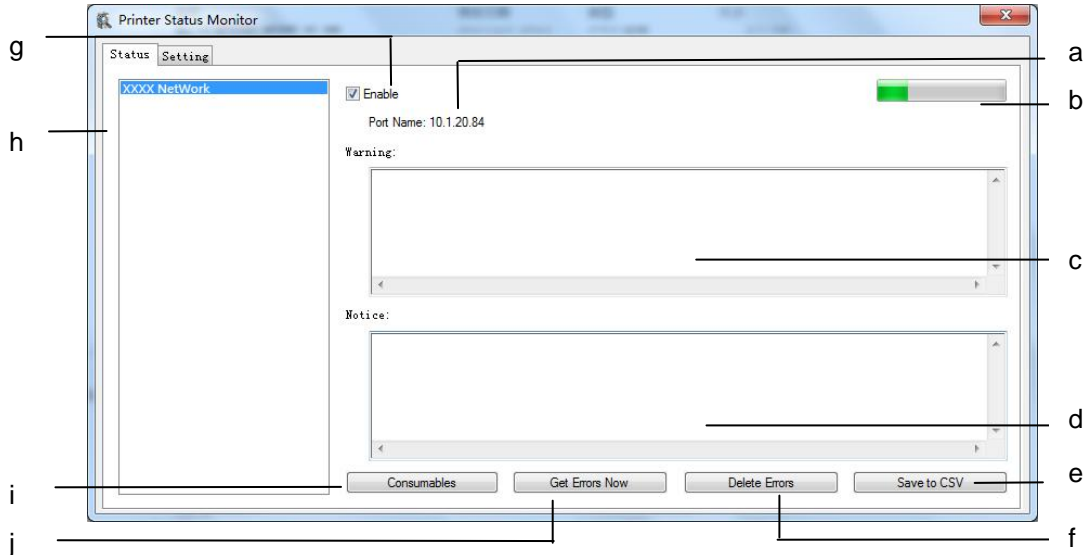 Printer Status Monitor
g
Status Setting
a
XXXX NetWork
Enable
b
Port Name: 10.1.20.84
h
Warning:
c
Notice:
d
Consumables Get Errors Now Delete Errors Save to CSV
e
i
f
j